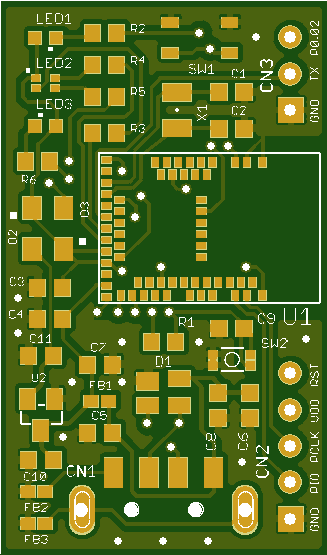 LED1
R2
P0.02
LED2
R4
TX
SW1
R5
C1
CN3
LED3
X1
C2
GND
R3
R6
Q3
Q2
C3
C4
R1
C9
U1
C11
SW2
C7
D1
RST
U2
FB1
VDD
C5
C8
C6
PCLK
CN1
CN2
C10
PIO
FB2
GND
FB3